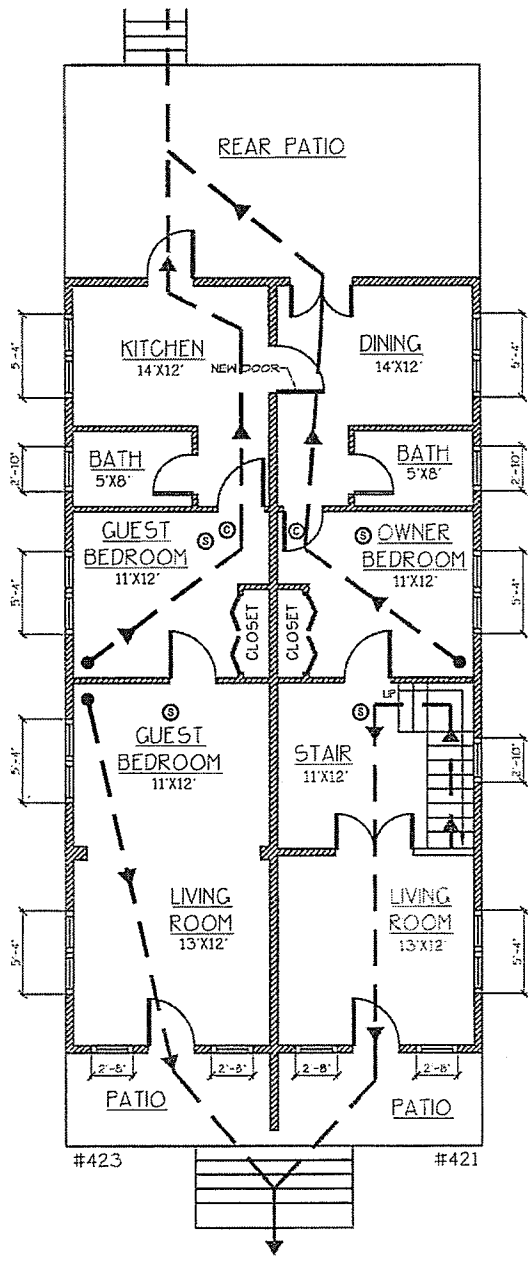 REAR PATIO
KITCHEN
14'X12'
DINING
14'X12'
NEW DOOR
5'-4"
5'-4"
BATH
5'X8'
BATH
5'X8'
2'-10"
2'-10"
GUEST
BEDROOM
11'X12'
S
C
C
S
OWNER
BEDROOM
11'X12'
5'-4"
5'-4"
CLOSET
CLOSET
S
GUEST
BEDROOM
11'X12'
5'-4"
UP
S
STAIR
11'X12'
2'-10"
LIVING
ROOM
13'X12'
LIVING
ROOM
13'X12'
5'-4"
5'-4"
2'-8"
2'-8"
2'-8"
2'-8"
PATIO
PATIO
#423
#421